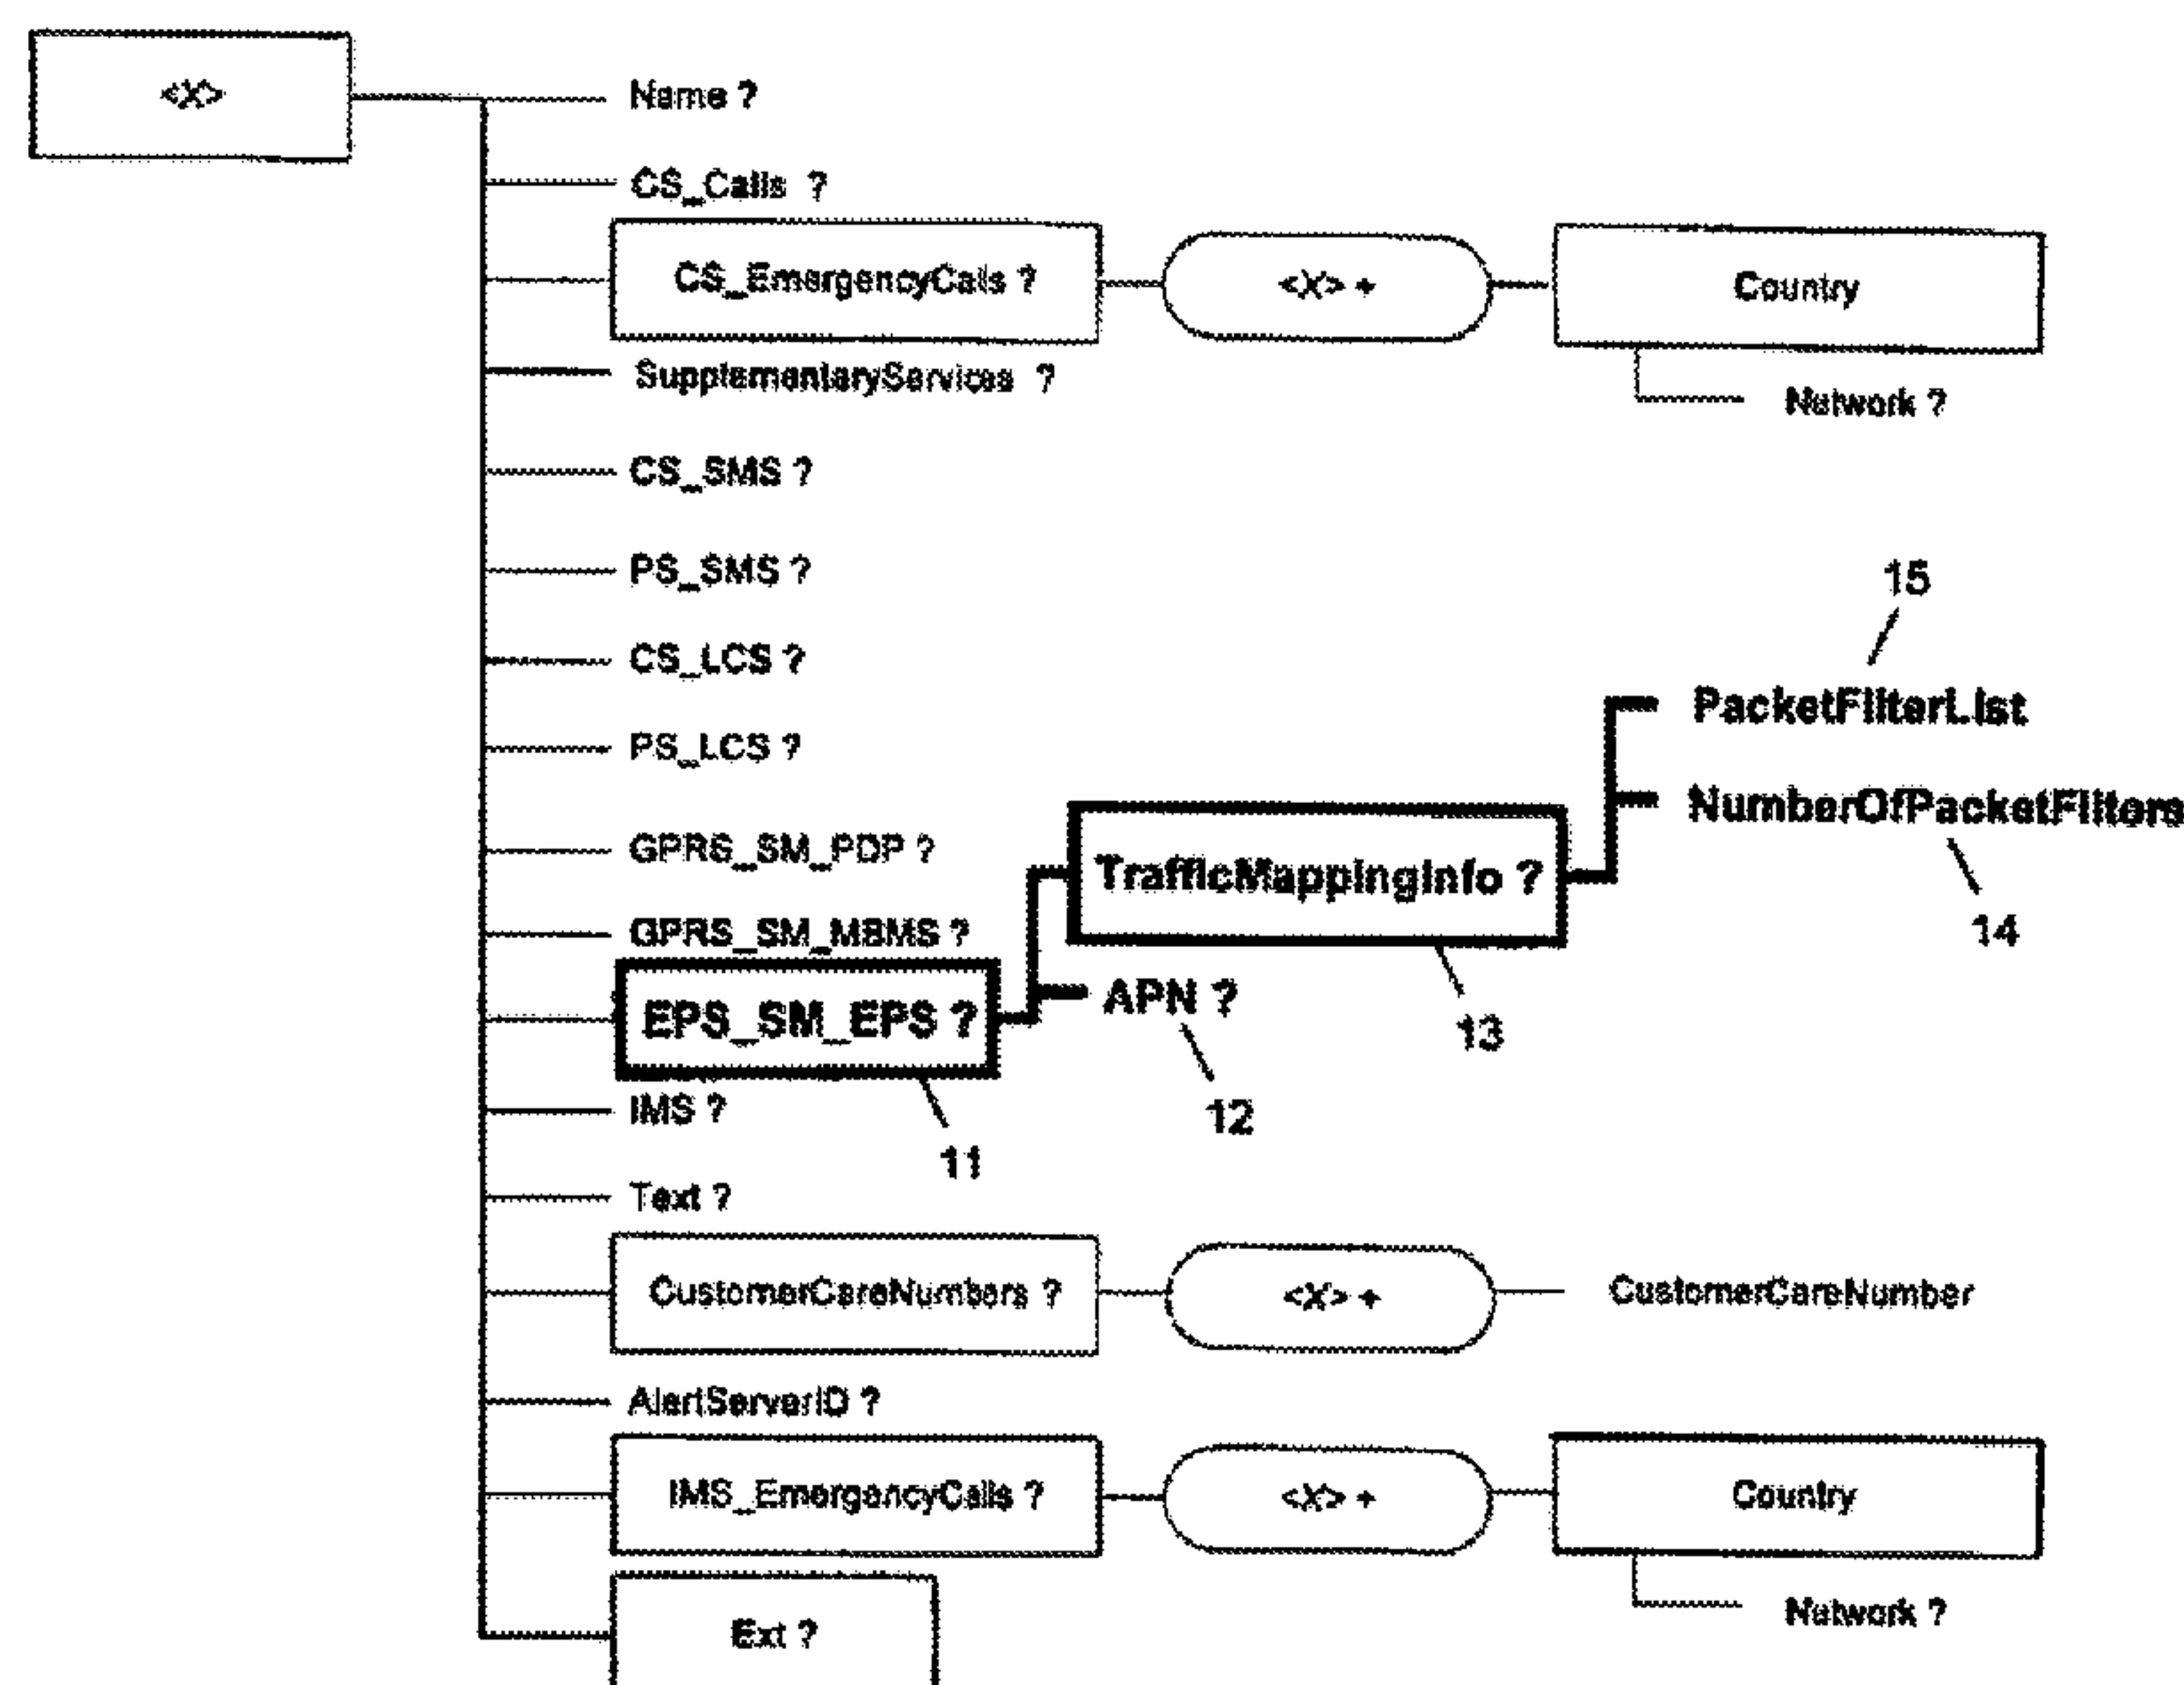 <X>
Name ?
CS_Calls ?
CS_EmergencyCalls ?
<X> +
Country
SupplementaryServices ?
Network ?
CS_SMS ?
PS_SMS ?
15
CS_LCS ?
PacketFilterList
PS_LCS ?
NumberOfPacketFilters
GPRS_SM_PDP ?
TrafficMappingInfo ?
GPRS_SM_MBMS ?
14
EPS_SM_EPS ?
APN ?
13
IMS ?
12
11
Text ?
CustomerCareNumbers ?
<X> +
CustomerCareNumber
AlertServerID ?
IMS_EmergencyCalls ?
<X> +
Country
Network ?
Ext ?